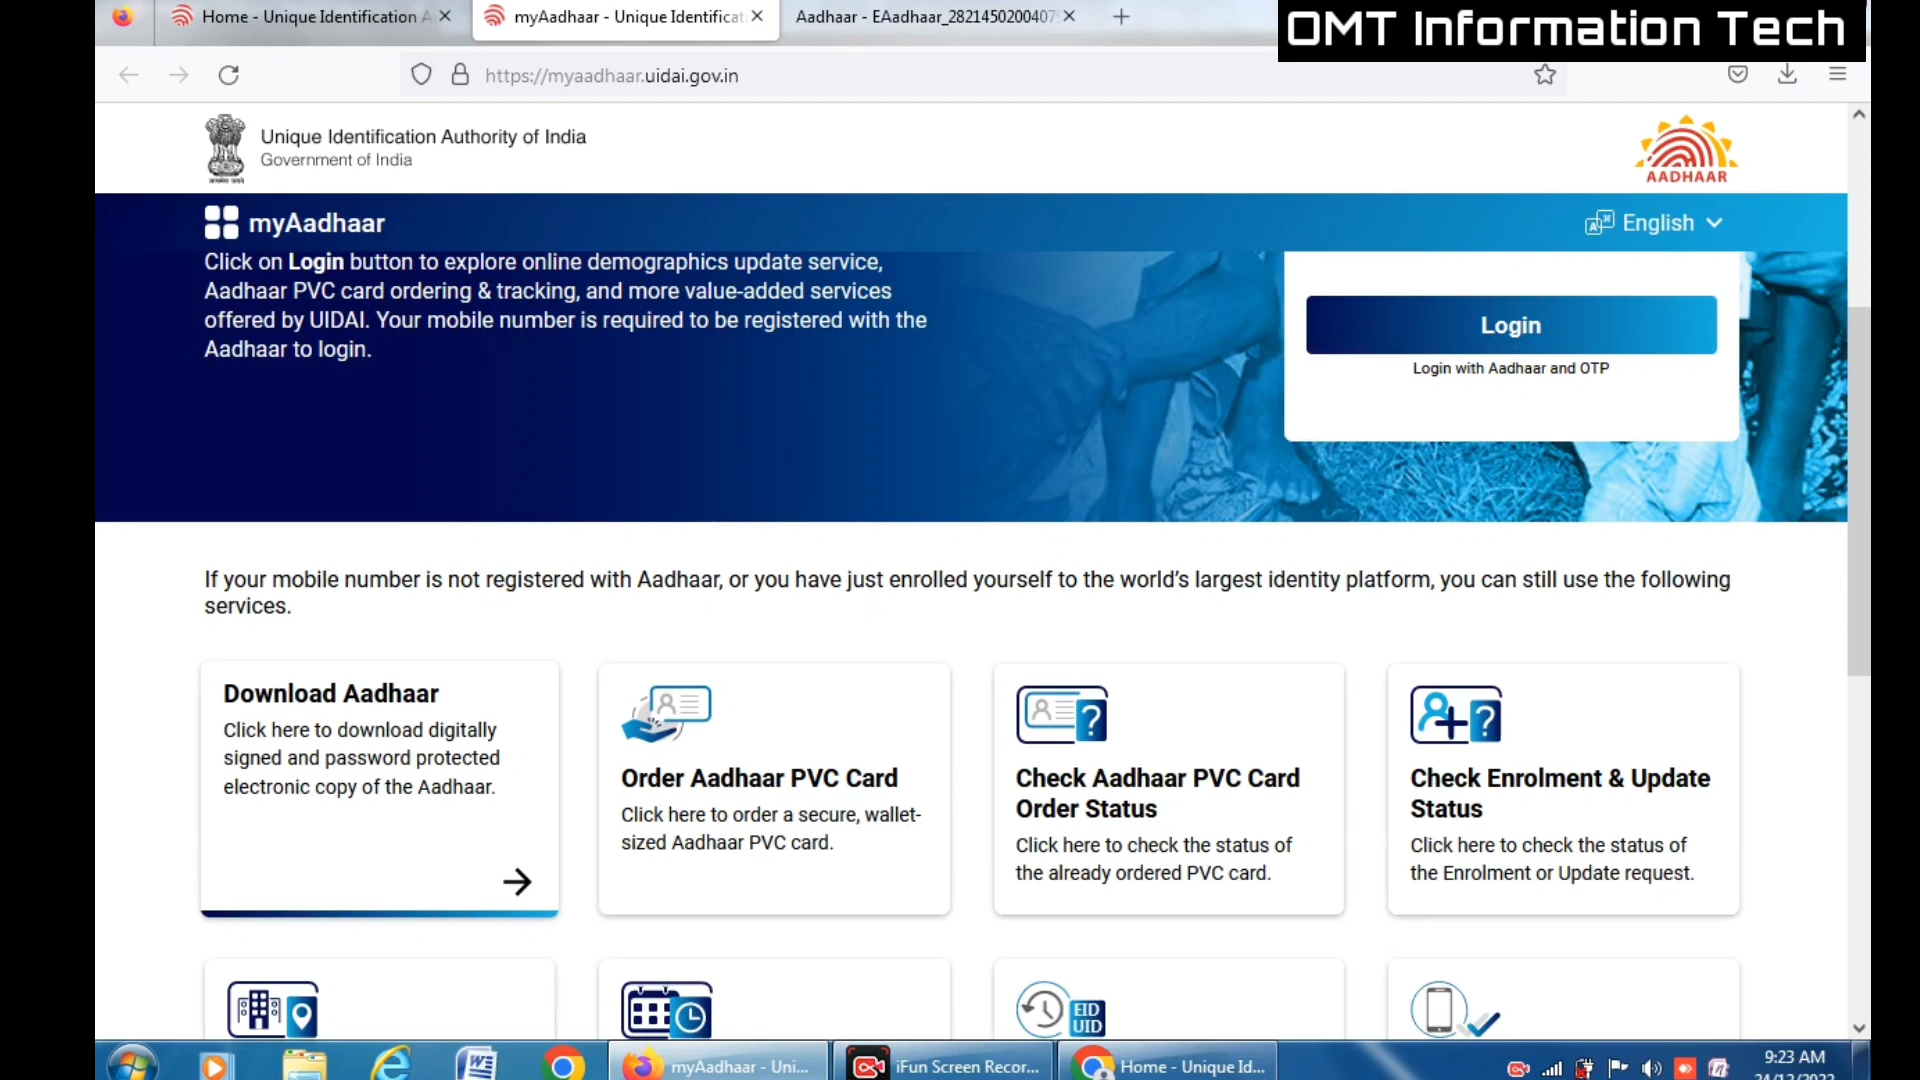 OMT Information Tech
Home - Unique Identification A
myAadhaar - Unique Identificat
Aadhaar - EAadhaar_2821450200407
https://myaadhaar.uidai.gov.in
Unique Identification Authority of India
Government of India
AADHAAR
myAadhaar
English
Click on Login button to explore online demographics update service,
Aadhaar PVC card ordering & tracking, and more value-added services
offered by UIDAI. Your mobile number is required to be registered with the
Aadhaar to login.
Login
Login with Aadhaar and OTP
If your mobile number is not registered with Aadhaar, or you have just enrolled yourself to the world’s largest identity platform, you can still use the following
services.
Download Aadhaar
Click here to download digitally
signed and password protected
electronic copy of the Aadhaar.
Order Aadhaar PVC Card
Click here to order a secure, wallet-
sized Aadhaar PVC card.
Check Aadhaar PVC Card
Order Status
Click here to check the status of
the already ordered PVC card.
Check Enrolment & Update
Status
Click here to check the status of
the Enrolment or Update request.
EID
UID
myAadhaar - Uni...
iFun Screen Recor...
Home - Unique Id...
9:23 AM